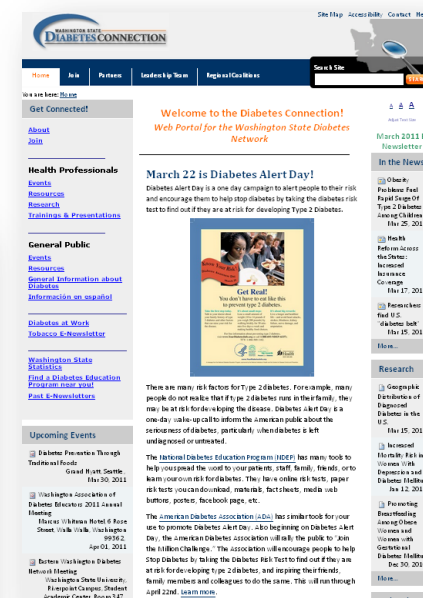 Site Map Accessibility Contact He
WASHINGTON STATE
DIABETES CONNECTION
Home Join Partners Leadership Team Regional Coalitions
Search Site
You are here: Home
Get Connected!
About
Join
Health Professionals
Events
Resources
Research
Trainings & Presentations
General Public
Events
Resources
General Information about
Diabetes
Información en español
Diabetes at Work
Tobacco E-Newsletter
Washington State
Statistics
Find a Diabetes Education
Program near you!
Past E-Newsletters
Upcoming Events
Diabetes Prevention Through
Traditional Foods
Grand Hyatt Seattle,
Mar 30, 2011
Washington Association of
Diabetes Educators 2011 Annual
Meeting
Marcus Whitman Hotel, 6 Rose
Street, Walla Walla, Washington
99362,
Apr 01, 2011
Eastern Washington Diabetes
Network Meeting
Washington State University,
Riverpoint Campus, Student
Academic Center, Room 347,
Welcome to the Diabetes Connection!
Web Portal for the Washington State Diabetes
Network
March 22 is Diabetes Alert Day!
Diabetes Alert Day is a one day campaign to alert people to their risk
and encourage them to help stop diabetes by taking the diabetes risk
test to find out if they are at risk for developing Type 2 Diabetes.
Get Real!
You don't have to eat like this
to prevent type 2 diabetes.
There are many risk factors for Type 2 diabetes. For example, many
people do not realize that if type 2 diabetes runs in their family, they
may be at risk for developing the disease. Diabetes Alert Day is a
one-day wake-up call to inform the American public about the
seriousness of diabetes, particularly when diabetes is left
undiagnosed or untreated.
The National Diabetes Education Program (NDEP) has many tools to
help you spread the word to your patients, staff, family, friends, or to
learn your own risk for diabetes. They have online risk tests, paper
risk tests you can download, materials, fact sheets, media web
buttons, posters, facebook page, etc.
The American Diabetes Association (ADA) has similar tools for your
use to promote Diabetes Alert Day. Also beginning on Diabetes Alert
Day, the American Diabetes Association will rally the public to "Join
the Million Challenge." The Association will encourage people to help
Stop Diabetes by taking the Diabetes Risk Test to find out if they are
at risk for developing type 2 diabetes, and inspiring their friends,
family members and colleagues to do the same. This will run through
April 22nd. Learn more.
A A A
Adjust Text Size
March 2011 E
Newsletter
In the News
Obesity
Problems Fuel
Rapid Surge Of
Type 2 Diabetes
Among Children
Mar 25, 201
Health
Reform Across
the States:
Increased
Insurance
Coverage
Mar 17, 201
Researchers
find U.S.
'diabetes belt'
Mar 15, 201
More...
Research
Geographic
Distribution of
Diagnosed
Diabetes in the
U.S.
Mar 15, 201
Increased
Mortality Risk in
Women With
Depression and
Diabetes Mellitu
Jan 12, 201
Promoting
Breastfeeding
Among Obese
Women and
Women with
Gestational
Diabetes Mellitu
Dec 30, 201
More...